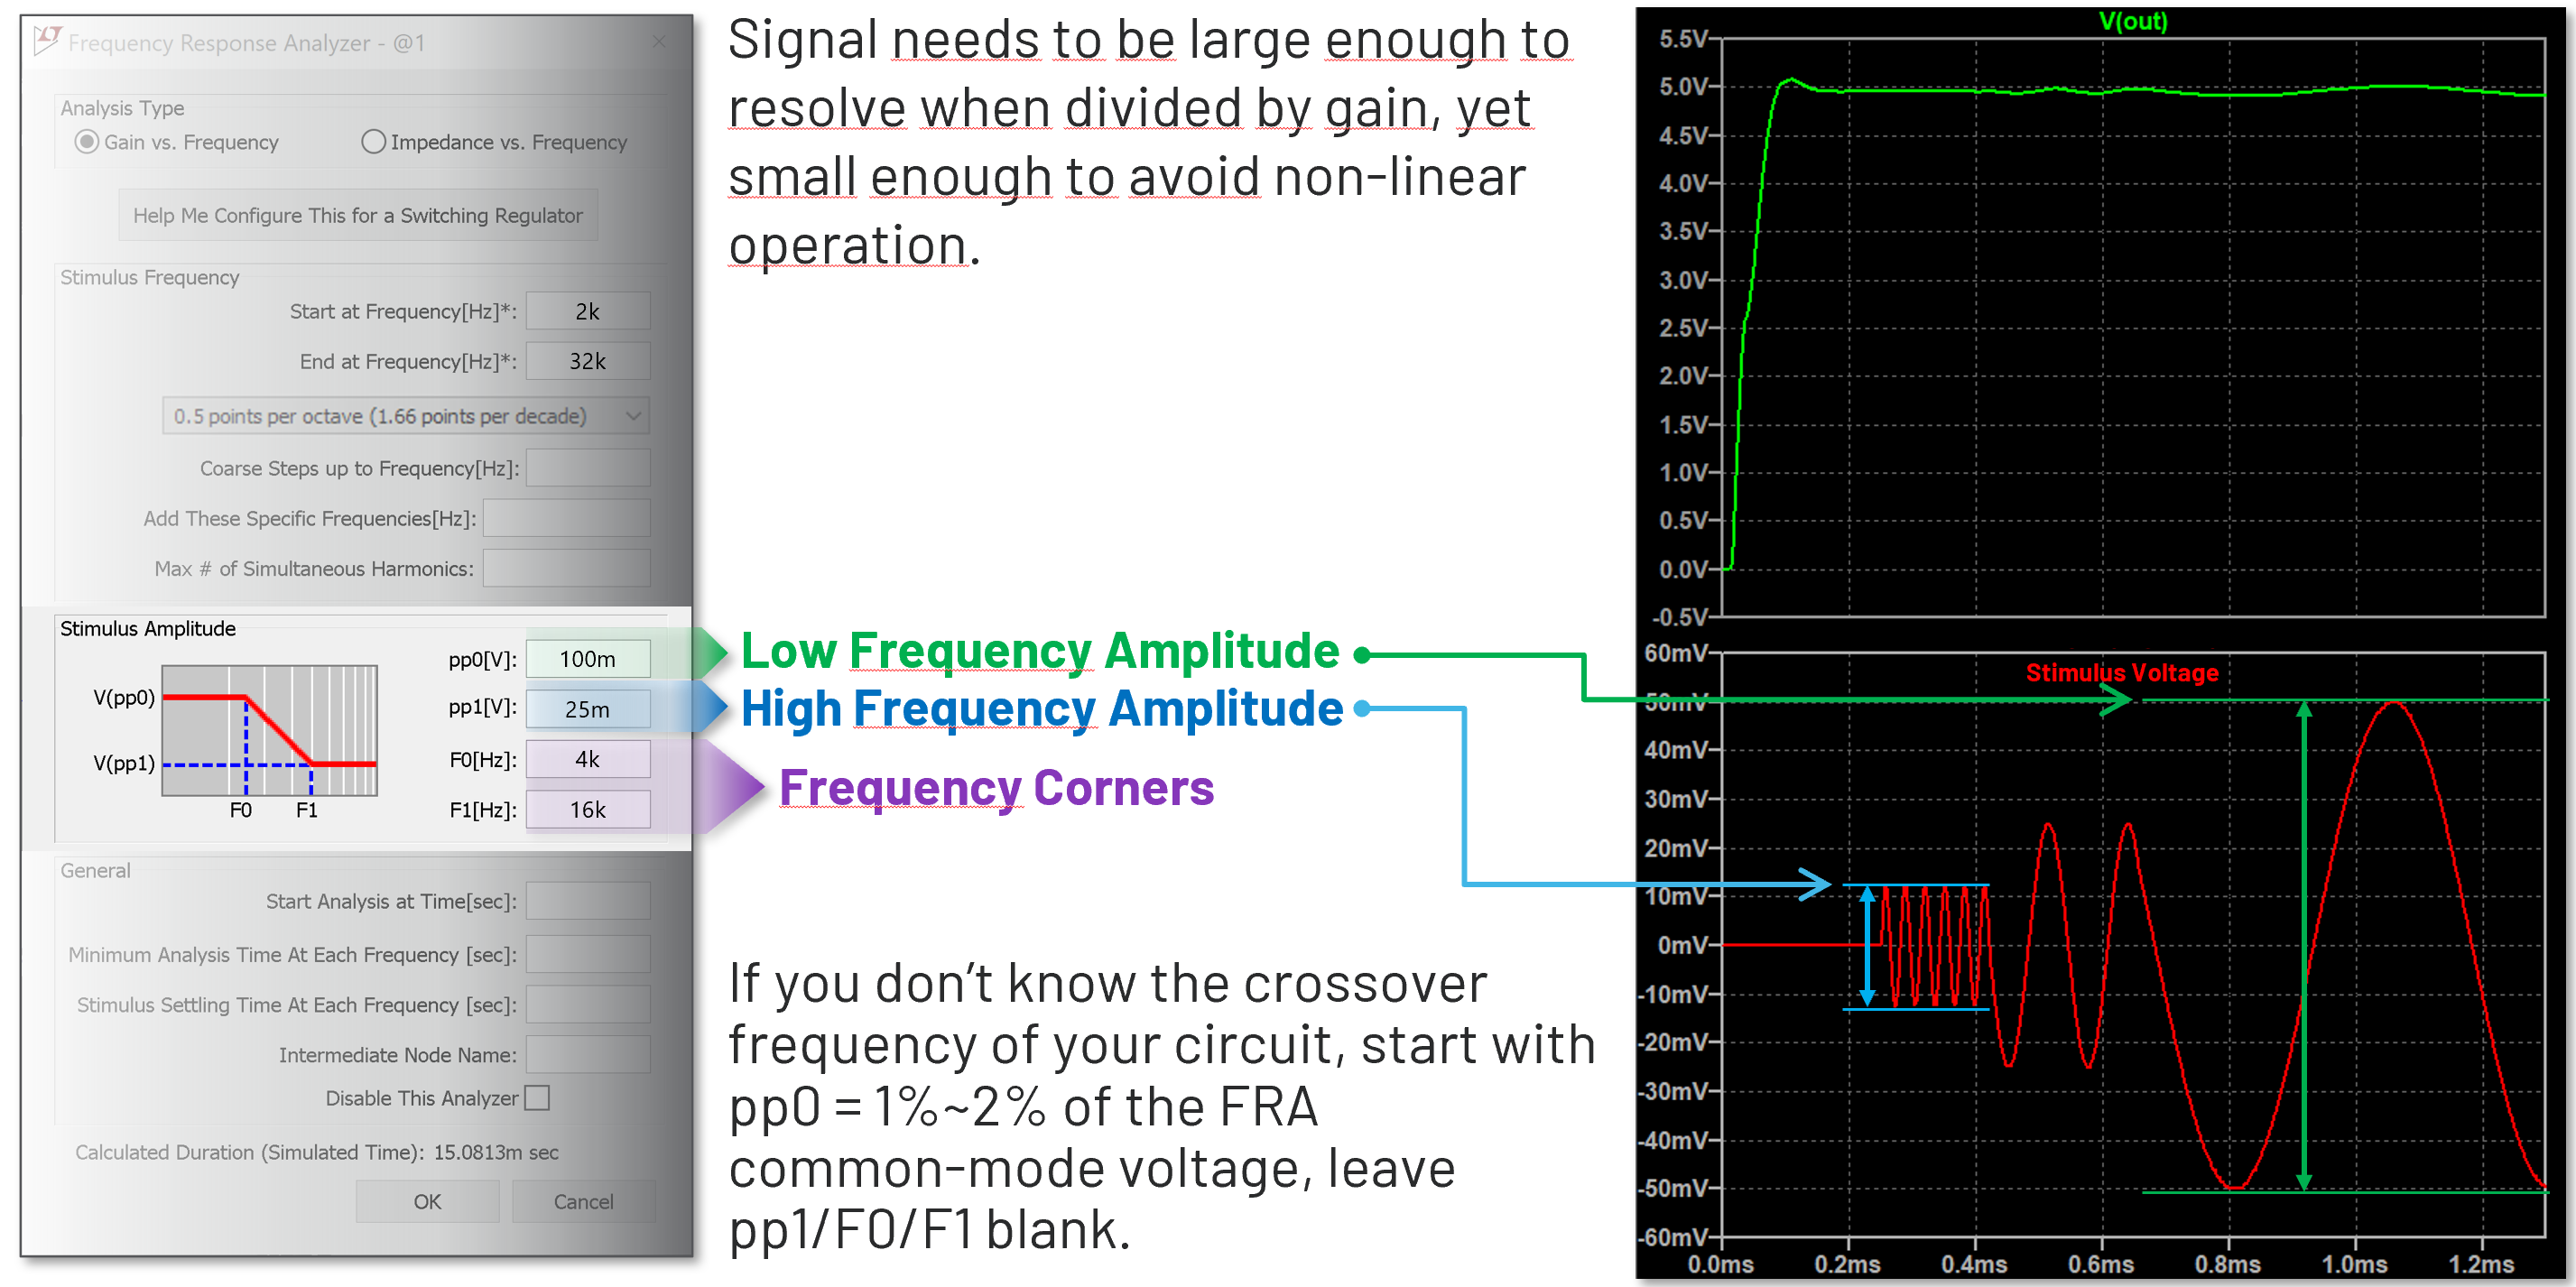 Frequency Response Analyzer - @1
Analysis Type
Gain vs. Frequency
Impedance vs. Frequency
Help Me Configure This for a Switching Regulator
Stimulus Frequency
Start at Frequency[Hz]*: 2k
End at Frequency[Hz]*: 32k
0.5 points per octave (1.66 points per decade)
Coarse Steps up to Frequency[Hz]:
Add These Specific Frequencies[Hz]:
Max # of Simultaneous Harmonics:
Stimulus Amplitude
V(pp0)
V(pp1)
F0 F1
pp0[V]: 100m
pp1[V]: 25m
F0[Hz]: 4k
F1[Hz]: 16k
General
Start Analysis at Time[sec]:
Minimum Analysis Time At Each Frequency [sec]:
Stimulus Settling Time At Each Frequency [sec]:
Intermediate Node Name:
Disable This Analyzer
Calculated Duration (Simulated Time): 15.0813m sec
OK Cancel
Signal needs to be large enough to
resolve when divided by gain, yet
small enough to avoid non-linear
operation.
Low Frequency Amplitude
High Frequency Amplitude
Frequency Corners
If you don’t know the crossover
frequency of your circuit, start with
pp0 = 1%~2% of the FRA
common-mode voltage, leave
pp1/F0/F1 blank.
V(out)
5.5V
5.0V
4.5V
4.0V
3.5V
3.0V
2.5V
2.0V
1.5V
1.0V
0.5V
0.0V
-0.5V
Stimulus Voltage
60mV
50mV
40mV
30mV
20mV
10mV
0mV
-10mV
-20mV
-30mV
-40mV
-50mV
-60mV
0.0ms 0.2ms 0.4ms 0.6ms 0.8ms 1.0ms 1.2ms